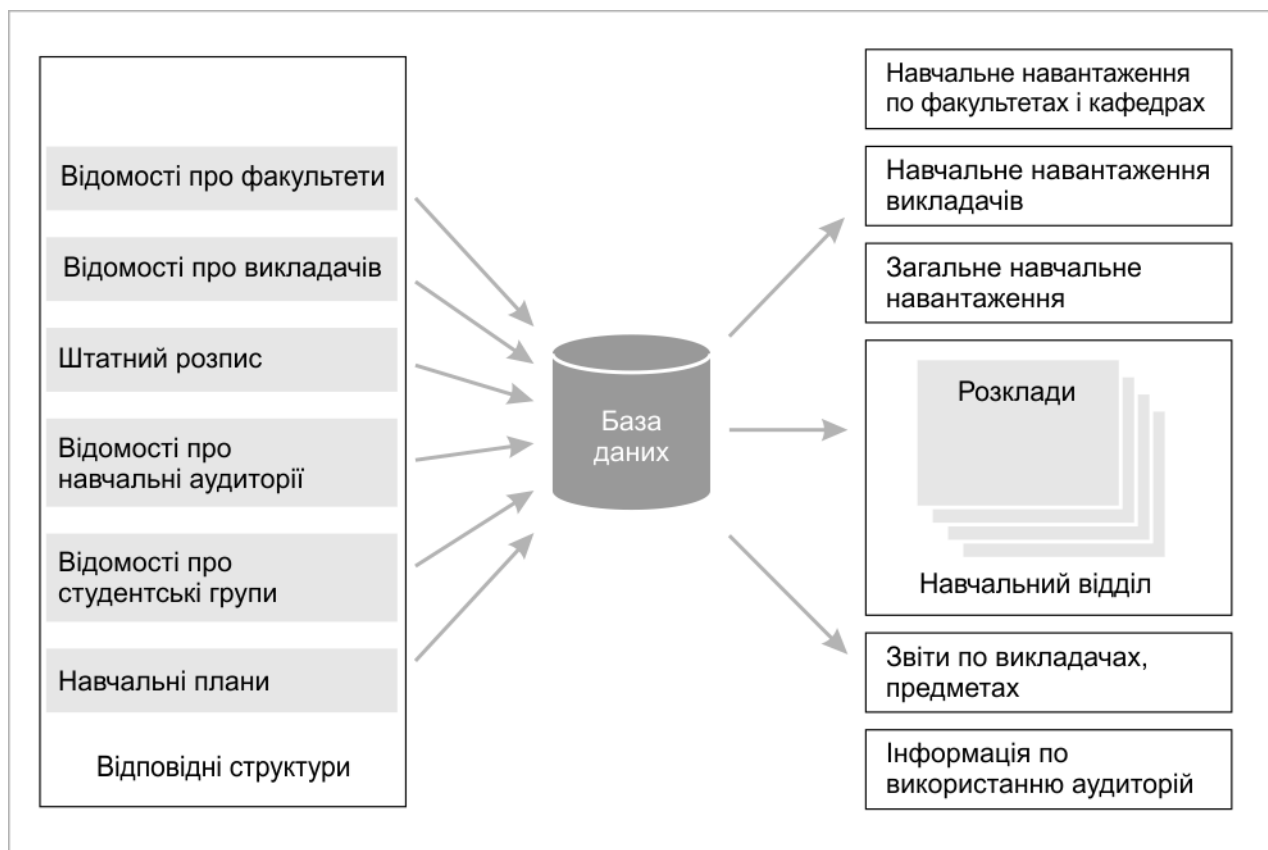 Відомості про факультети
Відомості про викладачів
Штатний розпис
Відомості про
навчальні аудиторії
Відомості про
студентські групи
Навчальні плани
Відповідні структури
База
даних
Навчальне навантаження
по факультетах і кафедрах
Навчальне навантаження
викладачів
Загальне навчальне
навантаження
Розклади
Навчальний відділ
Звіти по викладачах,
предметах
Інформація по
використанню аудиторій